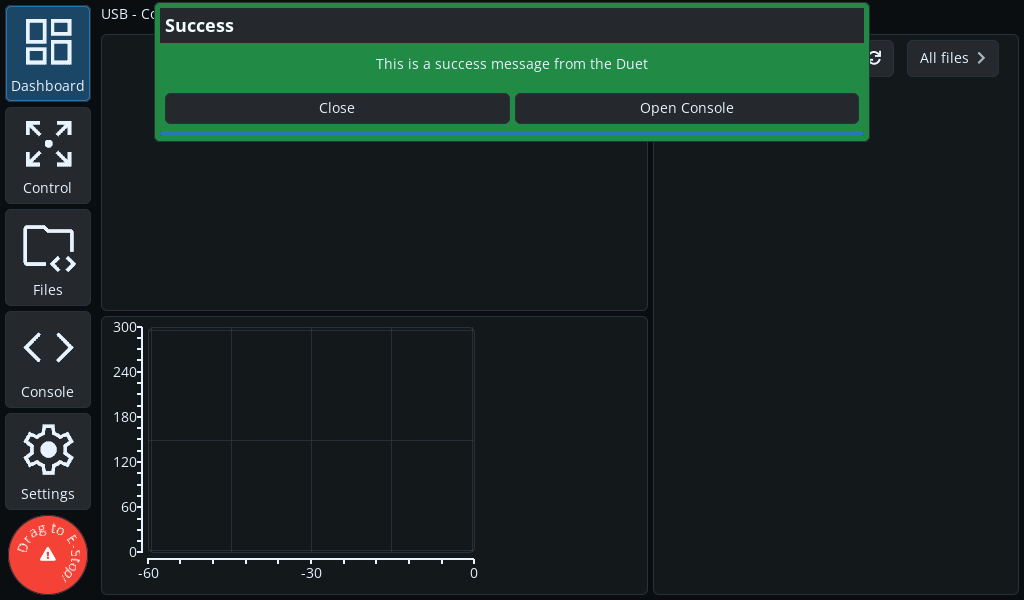 USB - Co
Success
This is a success message from the Duet
Close
Open Console
All files
Dashboard
Control
Files
Console
Settings
Drag to E-Stop!
300
240
180
120
60
0
-60
-30
0